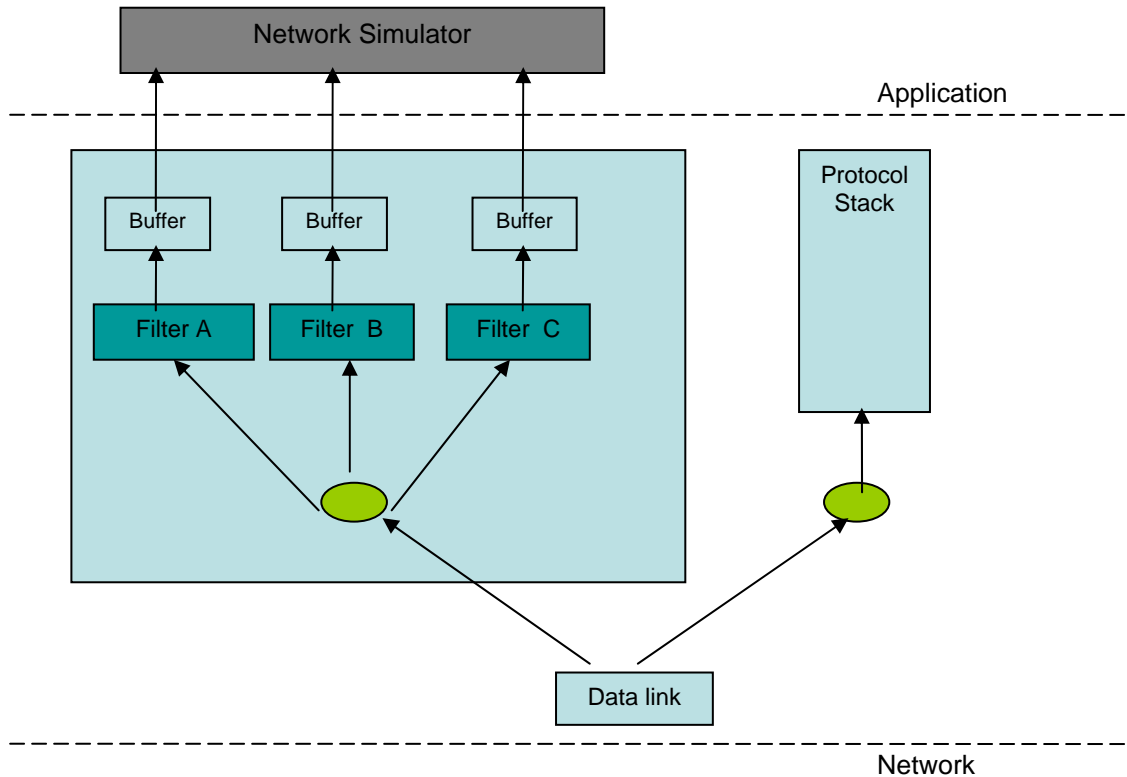 Network Simulator
Application
Protocol
Stack
Buffer
Buffer
Buffer
Filter A
Filter  B
Filter  C
Data link
Network